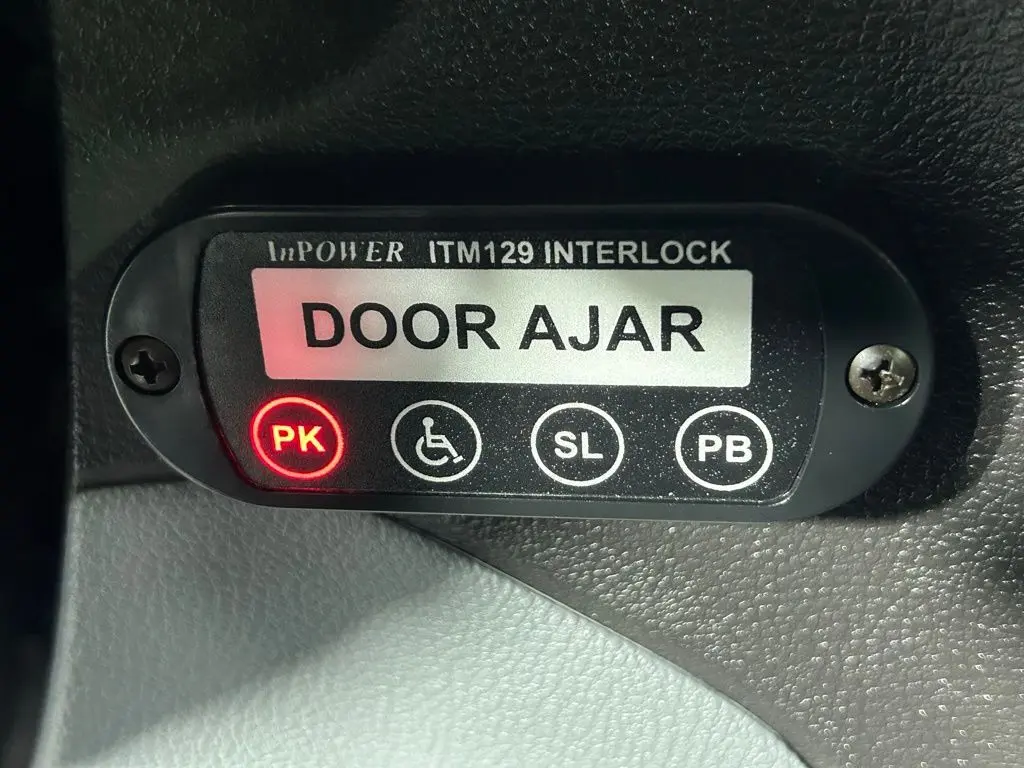 InPOWER ITM129 INTERLOCK
DOOR AJAR
PK SL PB